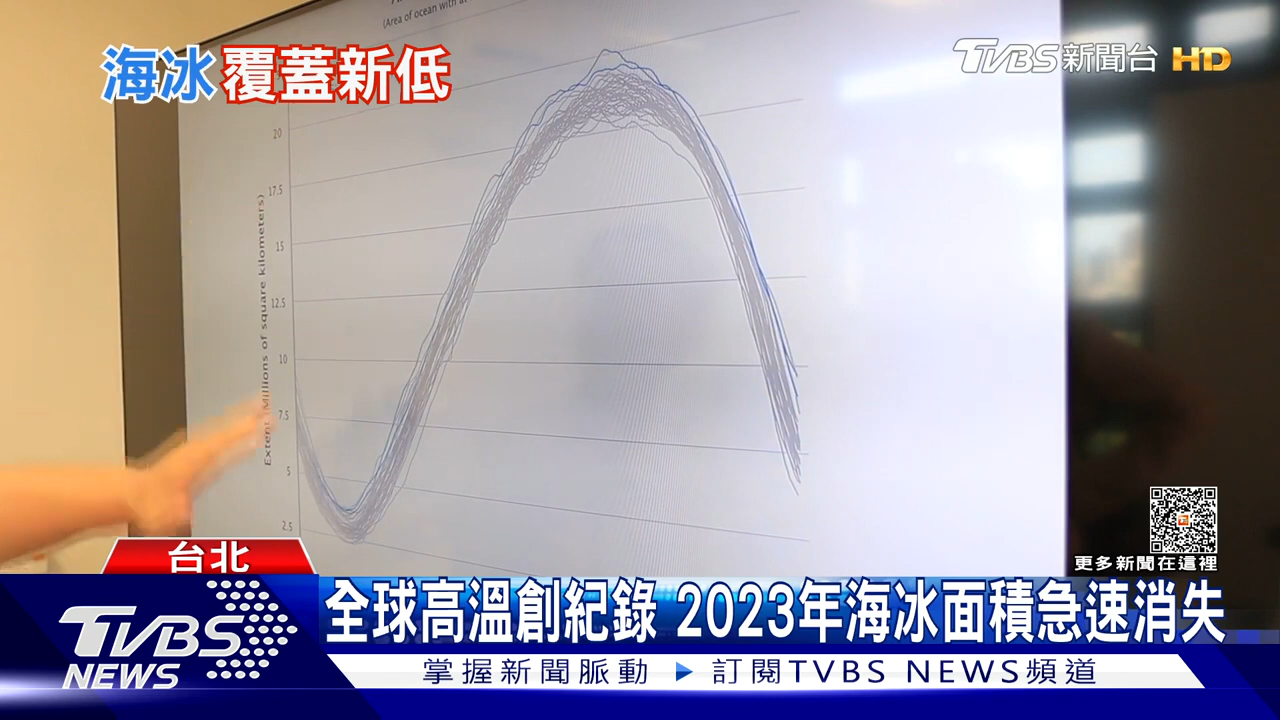 (Area of ocean with at
海冰覆蓋新低
TVBS新聞台 HD
20
17.5
15
12.5
10
7.5
5
2.5
Extent (Millions of square kilometers)
更多新聞在這裡
台北
全球高溫創紀錄 2023年海冰面積急速消失
TVBS NEWS
掌握新聞脈動 訂閱TVBS NEWS頻道